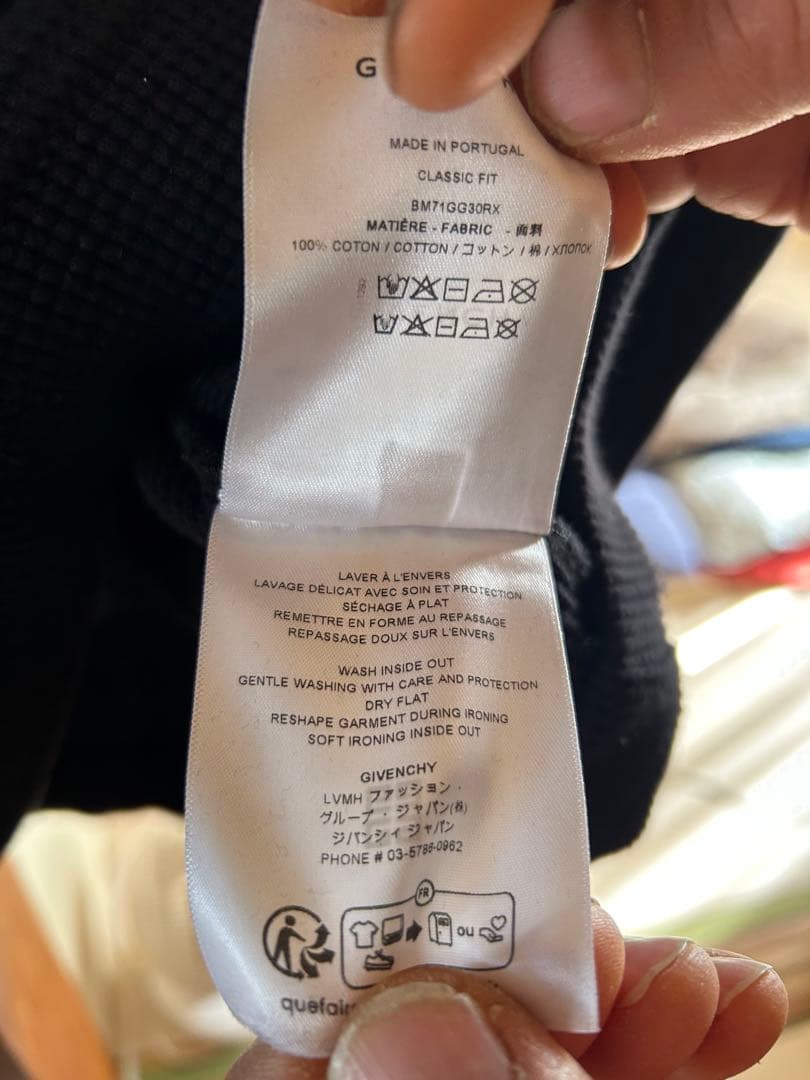 G
MADE IN PORTUGAL
CLASSIC FIT
BM71GG30RX
MATIÈRE - FABRIC - 面料
100% COTON / COTTON / コットン / 棉 / ХЛОПОК
LAVER À L'ENVERS
LAVAGE DÉLICAT AVEC SOIN ET PROTECTION
SÉCHAGE À PLAT
REMETTRE EN FORME AU REPASSAGE
REPASSAGE DOUX SUR L'ENVERS
WASH INSIDE OUT
GENTLE WASHING WITH CARE AND PROTECTION
DRY FLAT
RESHAPE GARMENT DURING IRONING
SOFT IRONING INSIDE OUT
GIVENCHY
LVMH ファッション・
グループ・ジャパン(株)
ジバンシィ ジャパン
PHONE # 03-5786-0962
FR
ou
quefair